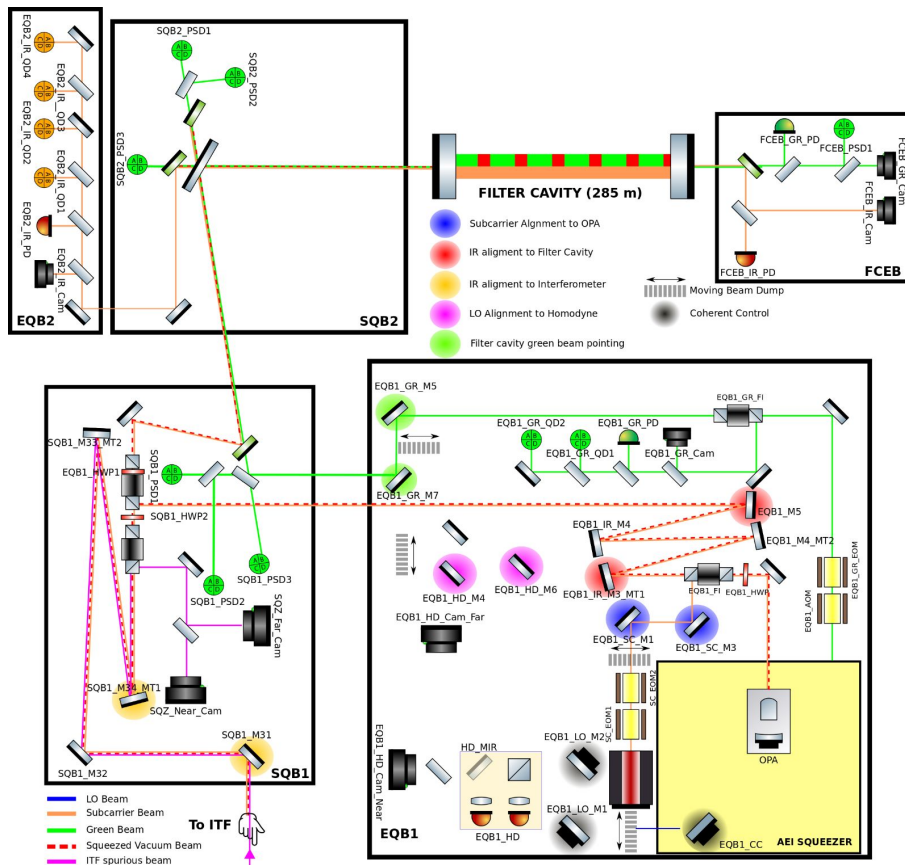 EQB2_IR_QD4
EQB2_IR_QD3
EQB2_IR_QD2
EQB2_IR_QD1
EQB2_IR_PD
EQB2_IR_Cam
EQB2
SQB2_PSD1
SQB2_PSD2
SQB2_PSD3
SQB2
FILTER CAVITY (285 m)
FCEB_GR_PD
FCEB_PSD1
FCEB_GR_Cam
FCEB_IR_Cam
FCEB_IR_PD
FCEB
Subcarrier Alignment to OPA
IR aligment to Filter Cavity
IR aligment to Interferometer
LO Alignment to Homodyne
Filter cavity green beam pointing
Moving Beam Dump
Coherent Control
SQB1_M33_MT2
EQB1_HWP1
SQB1_PSD1
SQB1_HWP2
SQB1_PSD2
SQB1_PSD3
SQZ_Far_Cam
SQZ_Near_Cam
SQB1_M34_MT1
SQB1_M31
SQB1_M32
SQB1
EQB1_GR_M5
EQB1_GR_M7
EQB1_GR_FI
EQB1_GR_QD2
EQB1_GR_QD1
EQB1_GR_PD
EQB1_GR_Cam
EQB1_M5
EQB1_IR_M4
EQB1_M4_MT2
EQB1_IR_M3_MT1
EQB1_FI
EQB1_HWP
EQB1_GR_EOM
EQB1_AOM
EQB1_HD_M4
EQB1_HD_M6
EQB1_HD_Cam_Far
EQB1_SC_M1
EQB1_SC_M3
SC_EOM2
SC_EOM1
OPA
EQB1_HD_Cam_Near
HD_MIR
EQB1_HD
EQB1_LO_M2
EQB1_LO_M1
EQB1_CC
AEI SQUEEZER
EQB1
To ITF
LO Beam
Subcarrier Beam
Green Beam
Squeezed Vacuum Beam
ITF spurious beam
A B
C D
A B
C D
A B
C D
A B
C D
A B
C D
A B
C D
A B
C D
A B
C D
A B
C D
A B
C D
A B
C D
A B
C D
A B
C D